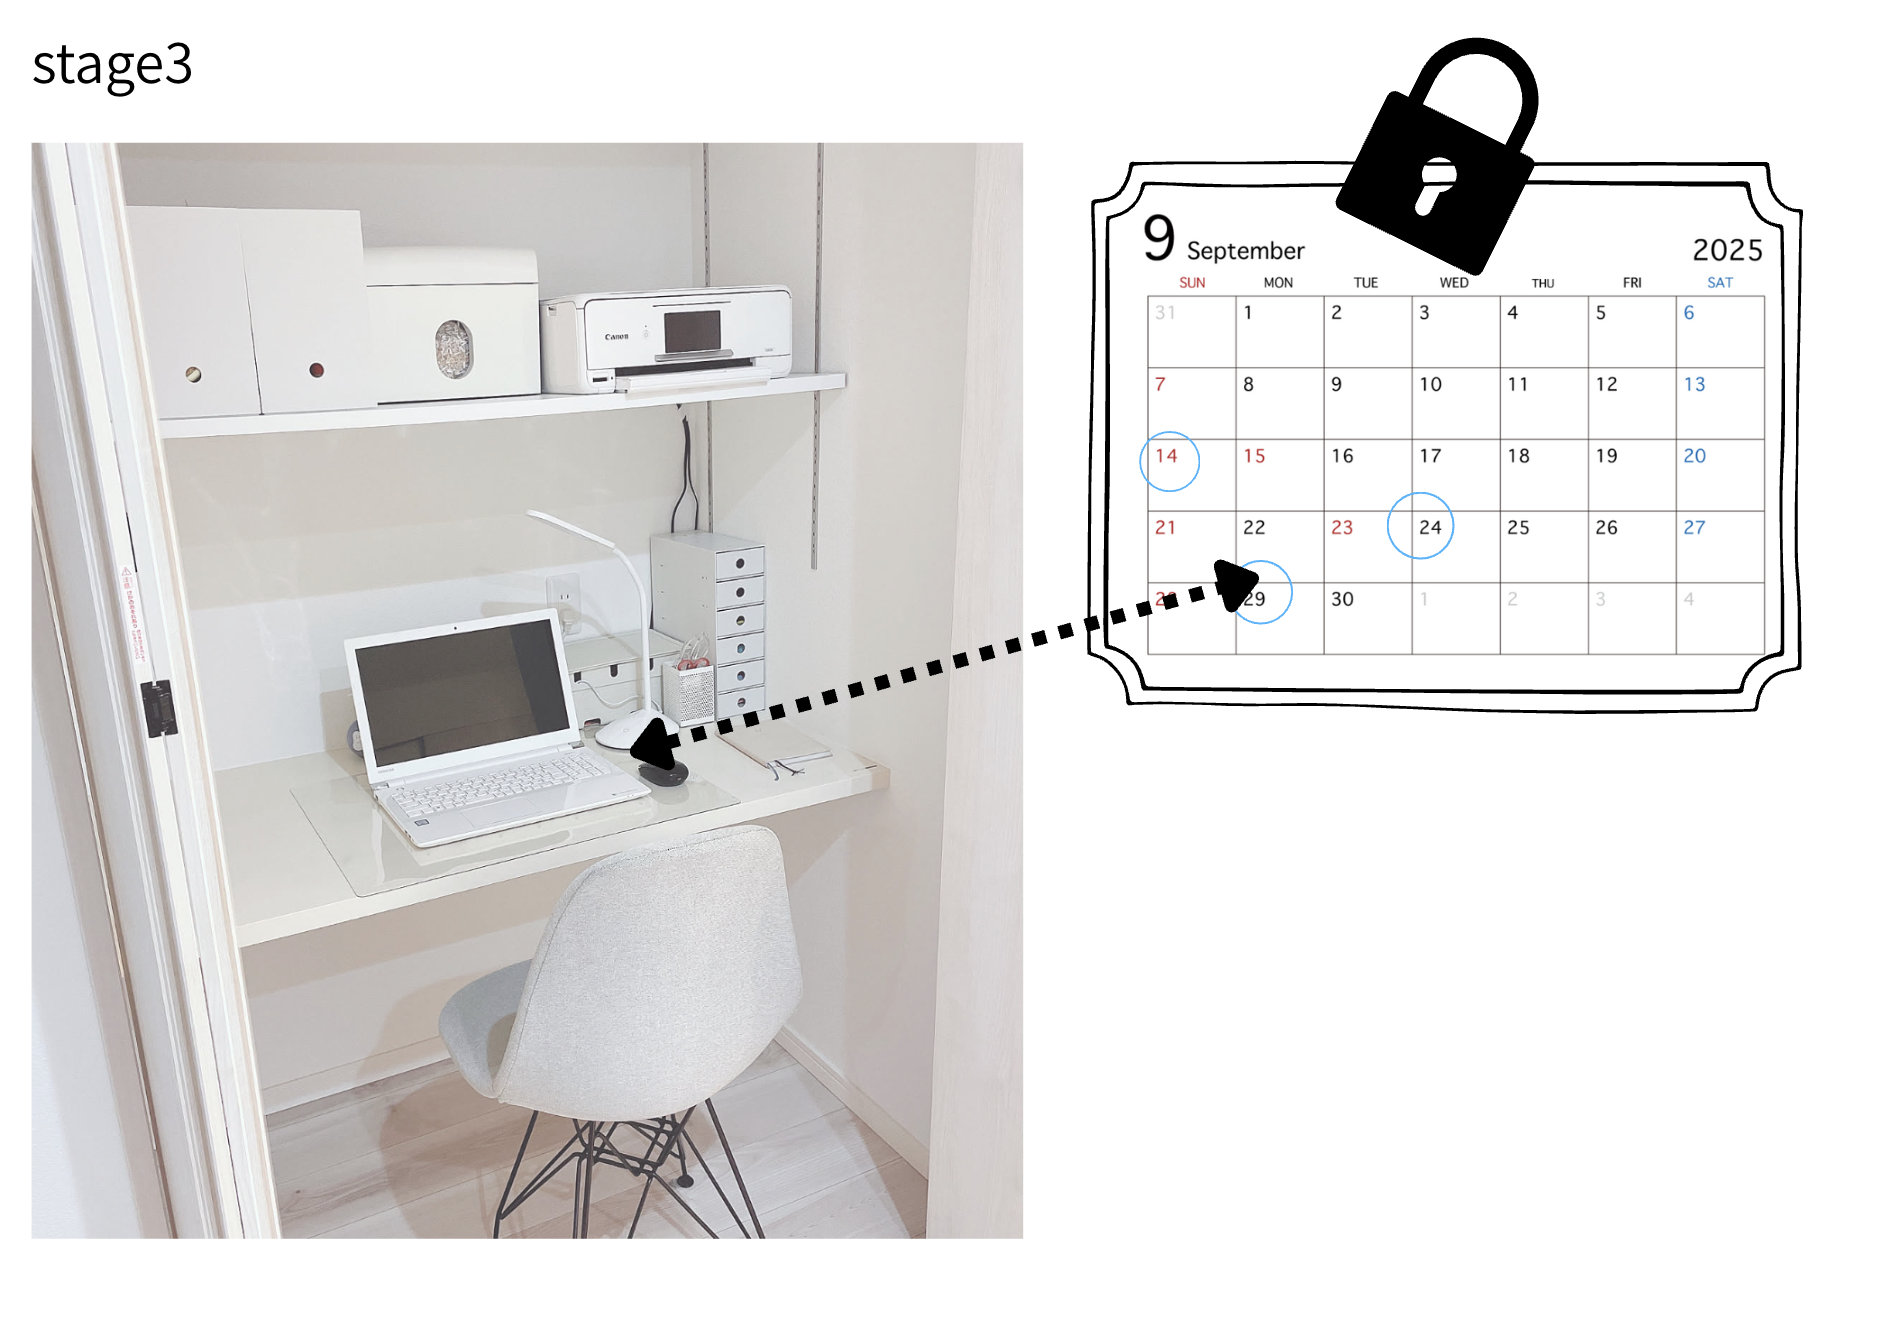 stage3
9 September 2025
SUN MON TUE WED THU FRI SAT
31 1 2 3 4 5 6
7 8 9 10 11 12 13
14 15 16 17 18 19 20
21 22 23 24 25 26 27
28 29 30 1 2 3 4
Canon